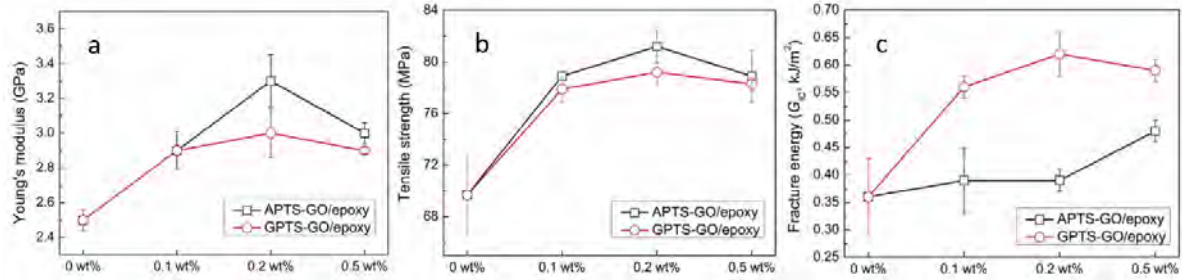 Young's modulus (GPa)
3.6
3.4
3.2
3.0
2.8
2.6
2.4
a
APTS-GO/epoxy
GPTS-GO/epoxy
0 wt%
0.1 wt%
0.2 wt%
0.5 wt%
Tensile strength (MPa)
84
80
76
72
68
b
APTS-GO/epoxy
GPTS-GO/epoxy
0 wt%
0.1 wt%
0.2 wt%
0.5 wt%
Fracture energy (G_IC, kJ/m²)
0.70
0.65
0.60
0.55
0.50
0.45
0.40
0.35
0.30
0.25
c
APTS-GO/epoxy
GPTS-GO/epoxy
0 wt%
0.1 wt%
0.2 wt%
0.5 wt%